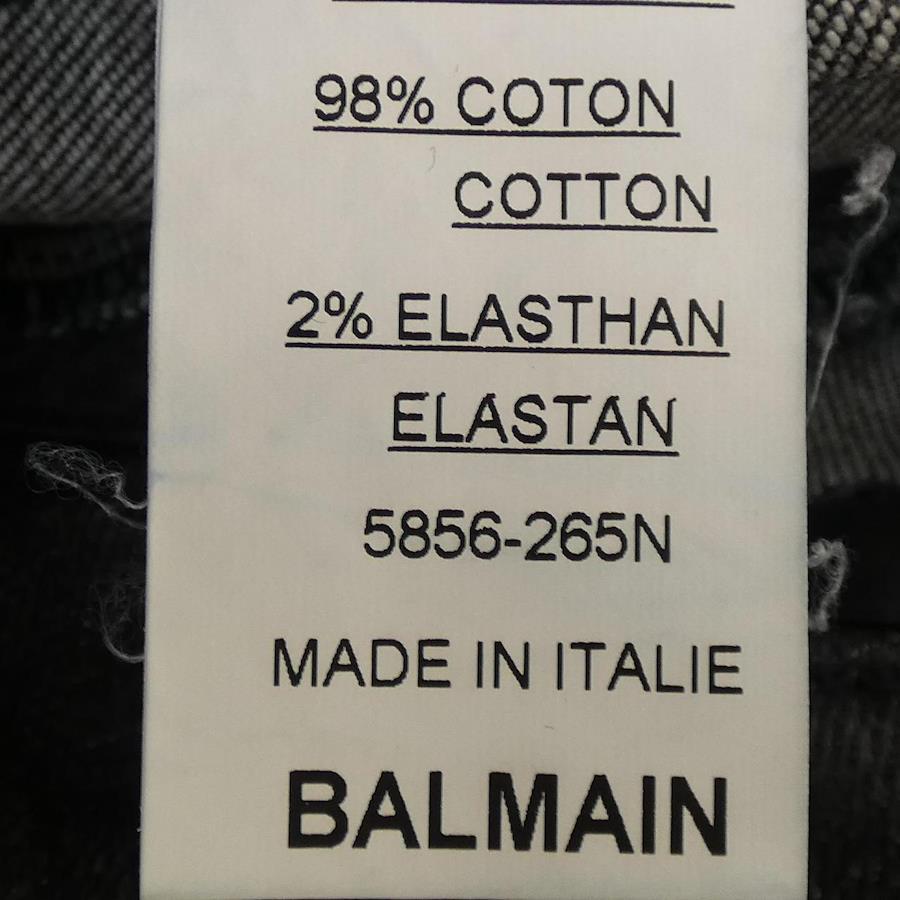 98% COTON
COTTON
2% ELASTHAN
ELASTAN
5856-265N
MADE IN ITALIE
BALMAIN